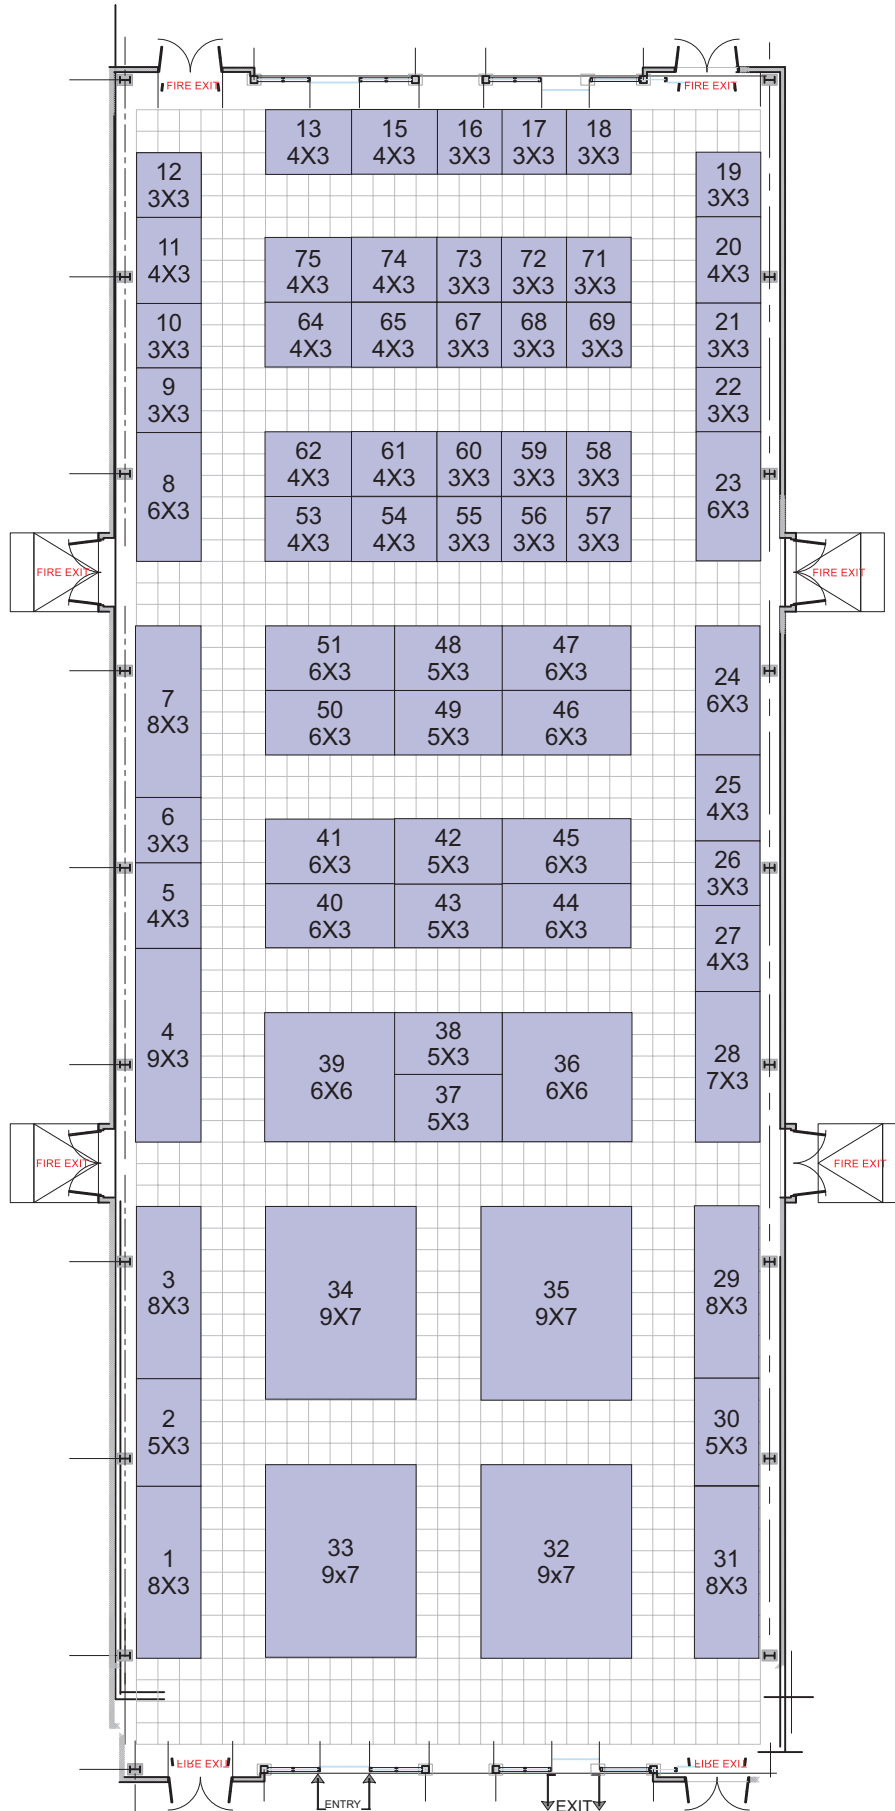 FIRE EXIT
FIRE EXIT
13
4X3
15
4X3
16
3X3
17
3X3
18
3X3
12
3X3
19
3X3
11
4X3
20
4X3
75
4X3
74
4X3
73
3X3
72
3X3
71
3X3
10
3X3
64
4X3
65
4X3
67
3X3
68
3X3
69
3X3
21
3X3
9
3X3
22
3X3
8
6X3
62
4X3
61
4X3
60
3X3
59
3X3
58
3X3
23
6X3
53
4X3
54
4X3
55
3X3
56
3X3
57
3X3
FIRE EXIT
FIRE EXIT
7
8X3
51
6X3
48
5X3
47
6X3
24
6X3
50
6X3
49
5X3
46
6X3
25
4X3
6
3X3
41
6X3
42
5X3
45
6X3
26
3X3
5
4X3
40
6X3
43
5X3
44
6X3
27
4X3
4
9X3
39
6X6
38
5X3
37
5X3
36
6X6
28
7X3
FIRE EXIT
FIRE EXIT
3
8X3
34
9X7
35
9X7
29
8X3
2
5X3
30
5X3
1
8X3
33
9x7
32
9x7
31
8X3
FIRE EXIT
FIRE EXIT
ENTRY
EXIT